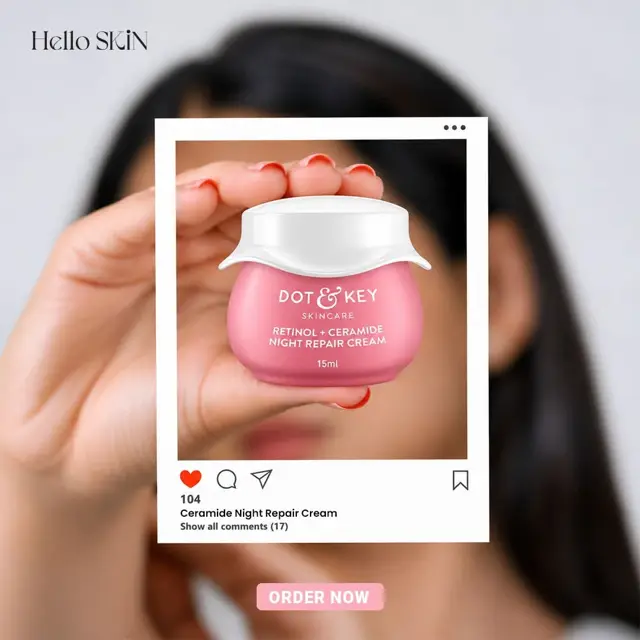 Hello SKiN
DOT & KEY
SKINCARE
RETINOL + CERAMIDE
NIGHT REPAIR CREAM
15ml
104
Ceramide Night Repair Cream
Show all comments (17)
ORDER NOW